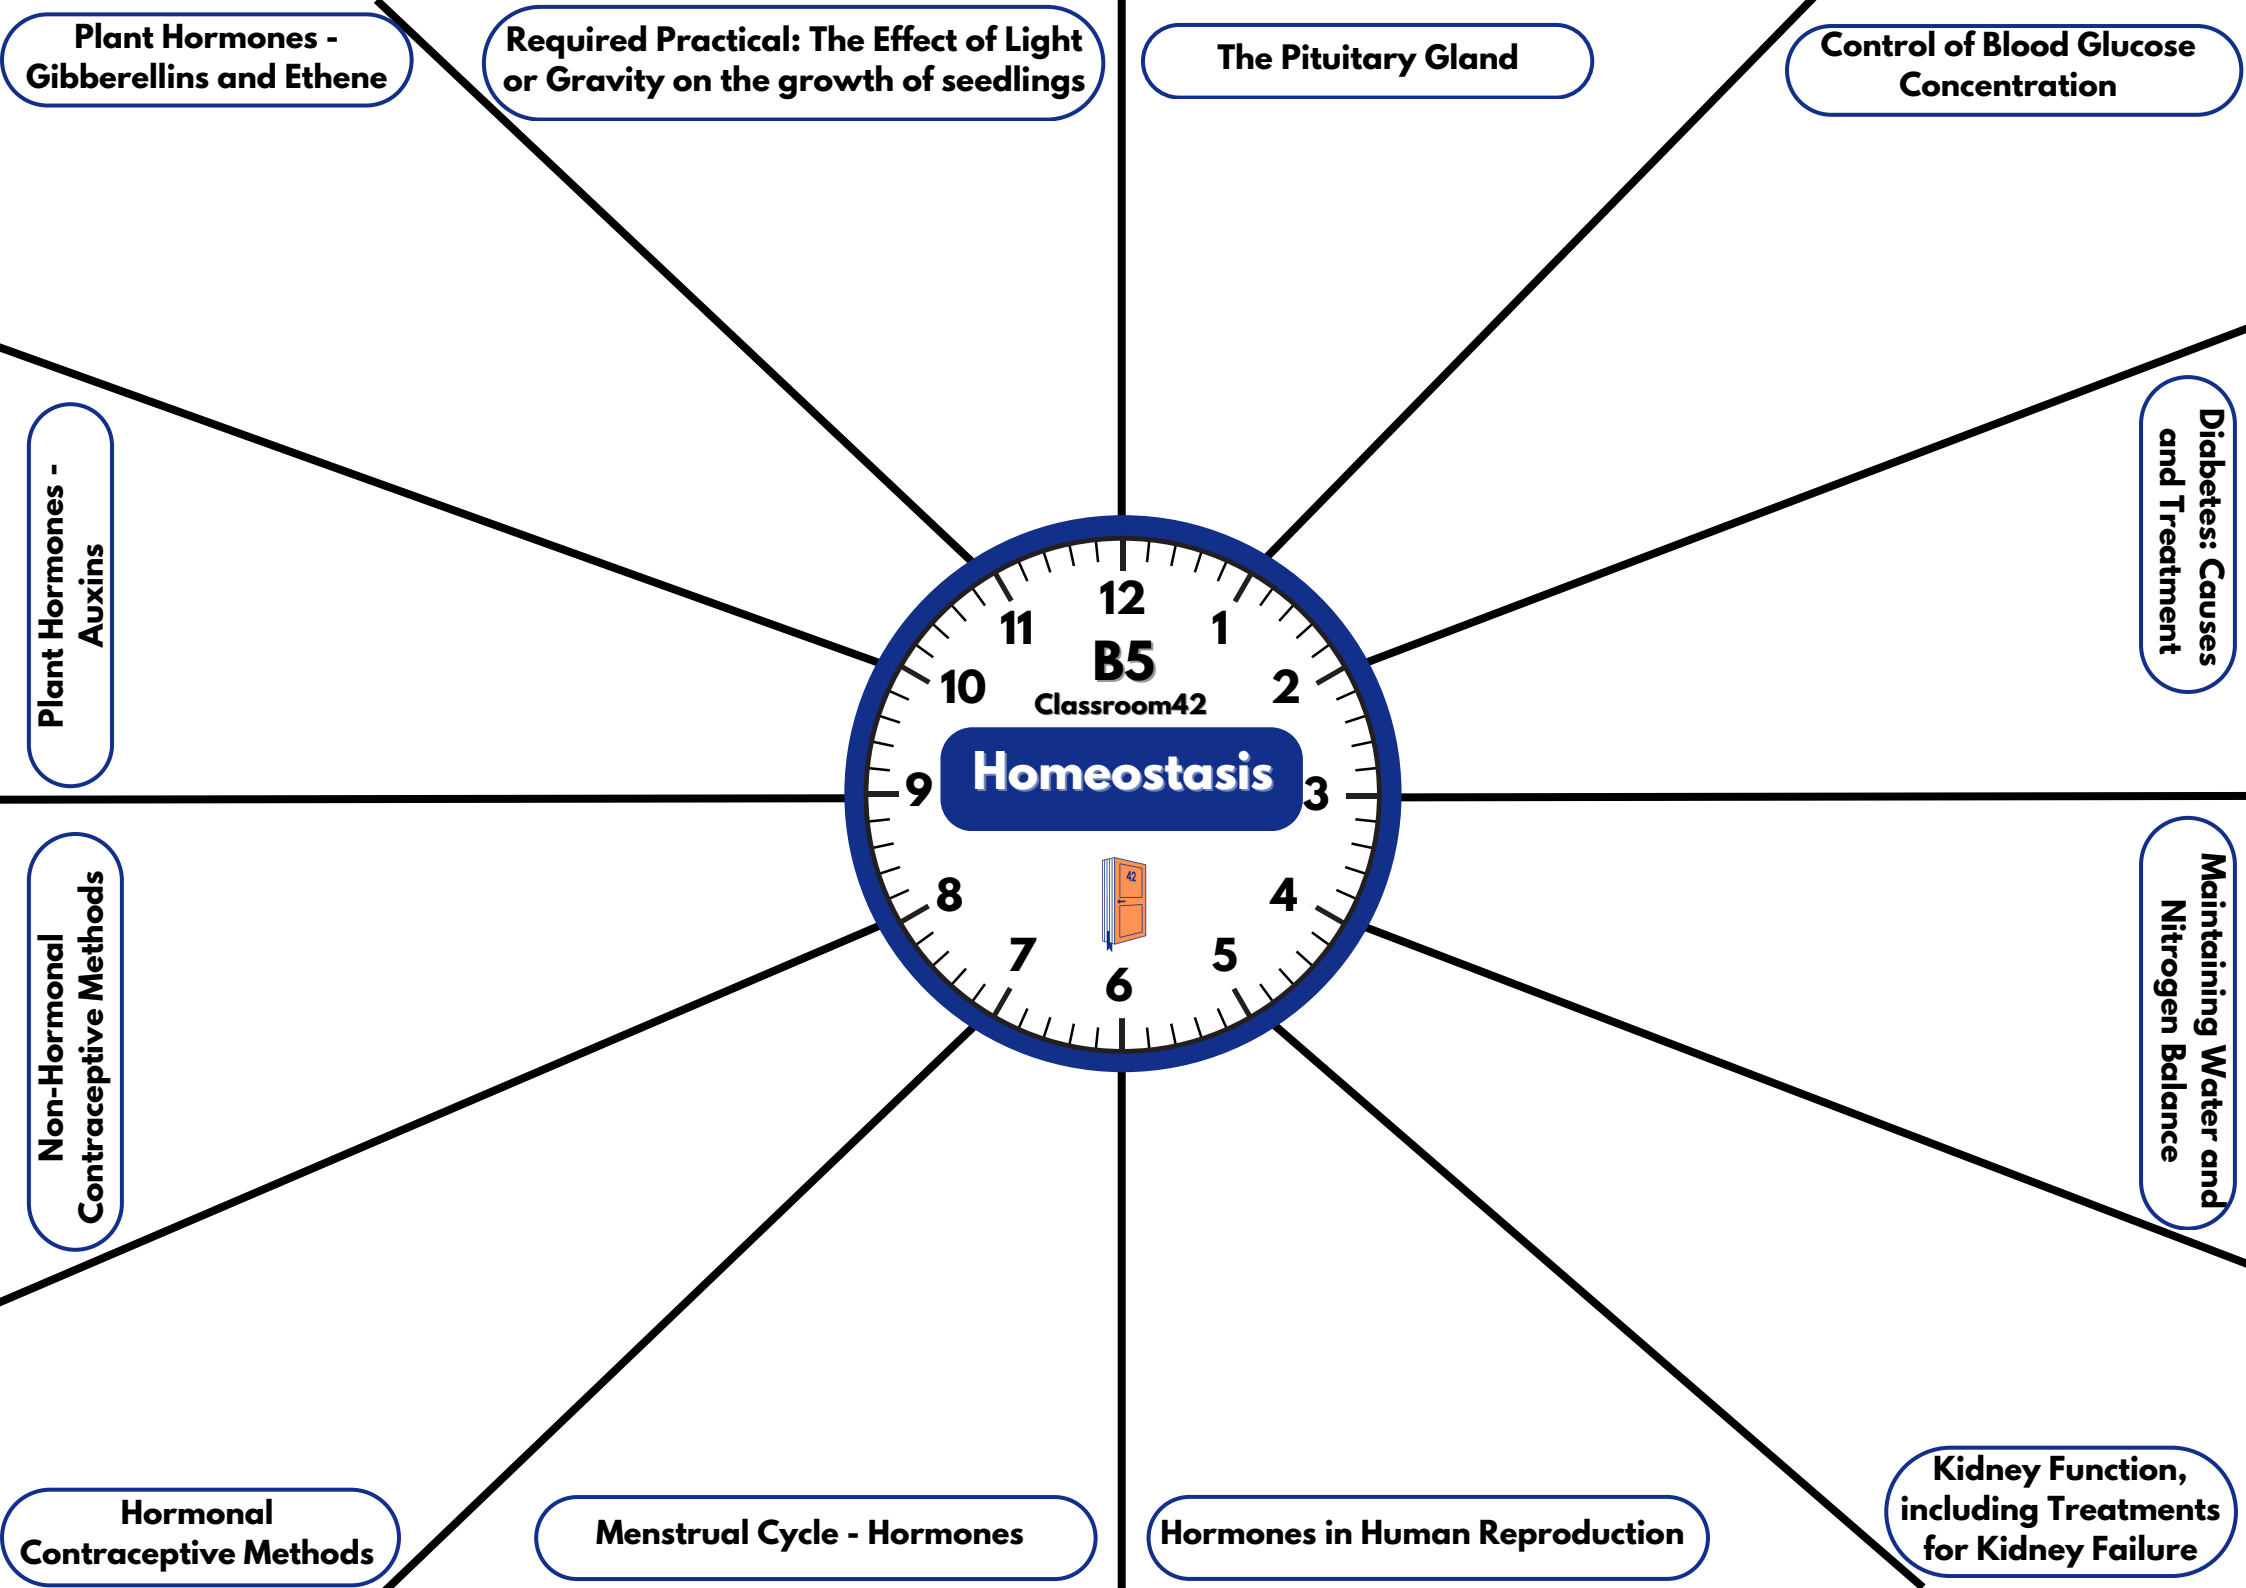 Plant Hormones -
Gibberellins and Ethene
Required Practical: The Effect of Light
or Gravity on the growth of seedlings
The Pituitary Gland
Control of Blood Glucose
Concentration
Diabetes: Causes
and Treatment
Maintaining Water and
Nitrogen Balance
Kidney Function,
including Treatments
for Kidney Failure
Hormones in Human Reproduction
Menstrual Cycle - Hormones
Hormonal
Contraceptive Methods
Non-Hormonal
Contraceptive Methods
Plant Hormones -
Auxins
12
1
2
3
4
5
6
7
8
9
10
11
B5
Classroom42
Homeostasis
42